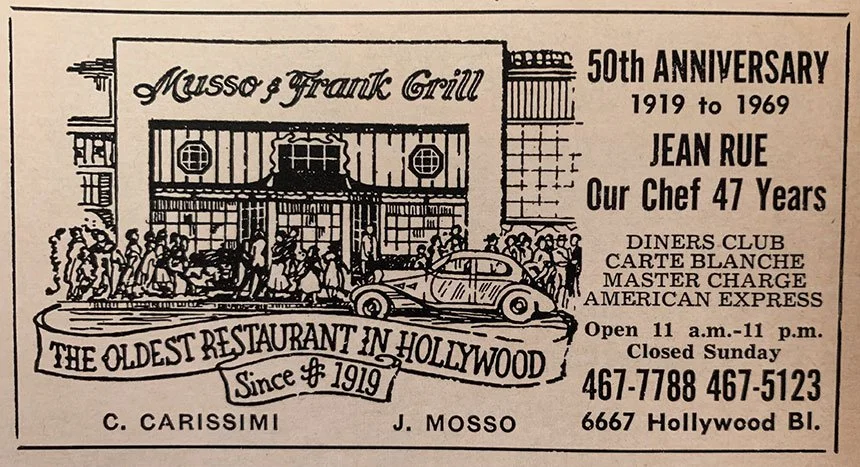 Musso & Frank Grill
THE OLDEST RESTAURANT IN HOLLYWOOD
Since 1919
C. CARISSIMI J. MOSSO
50th ANNIVERSARY
1919 to 1969
JEAN RUE
Our Chef 47 Years
DINERS CLUB
CARTE BLANCHE
MASTER CHARGE
AMERICAN EXPRESS
Open 11 a.m.-11 p.m.
Closed Sunday
467-7788 467-5123
6667 Hollywood Bl.